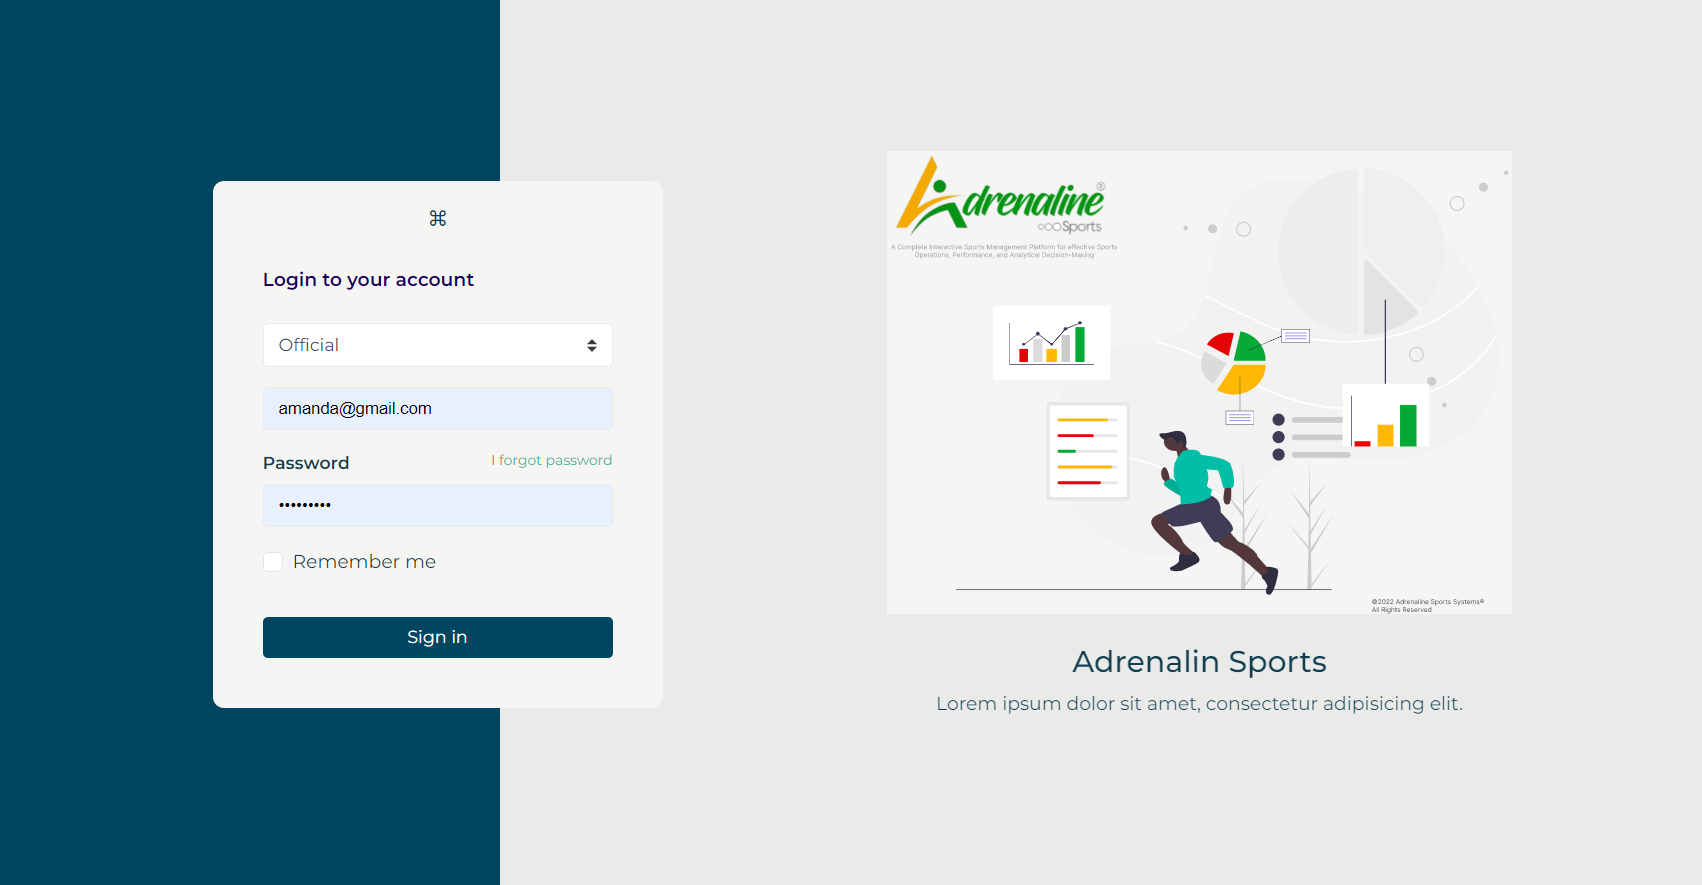 ⌘
Login to your account
Official
amanda@gmail.com
Password
I forgot password
•••••••••
Remember me
Sign in
Adrenaline®
Sports
A Complete Interactive Sports Management Platform for effective Sports
Operations, Performance, and Analytical Decision-Making
©2022 Adrenaline Sports Systems®
All Rights Reserved
Adrenalin Sports
Lorem ipsum dolor sit amet, consectetur adipisicing elit.